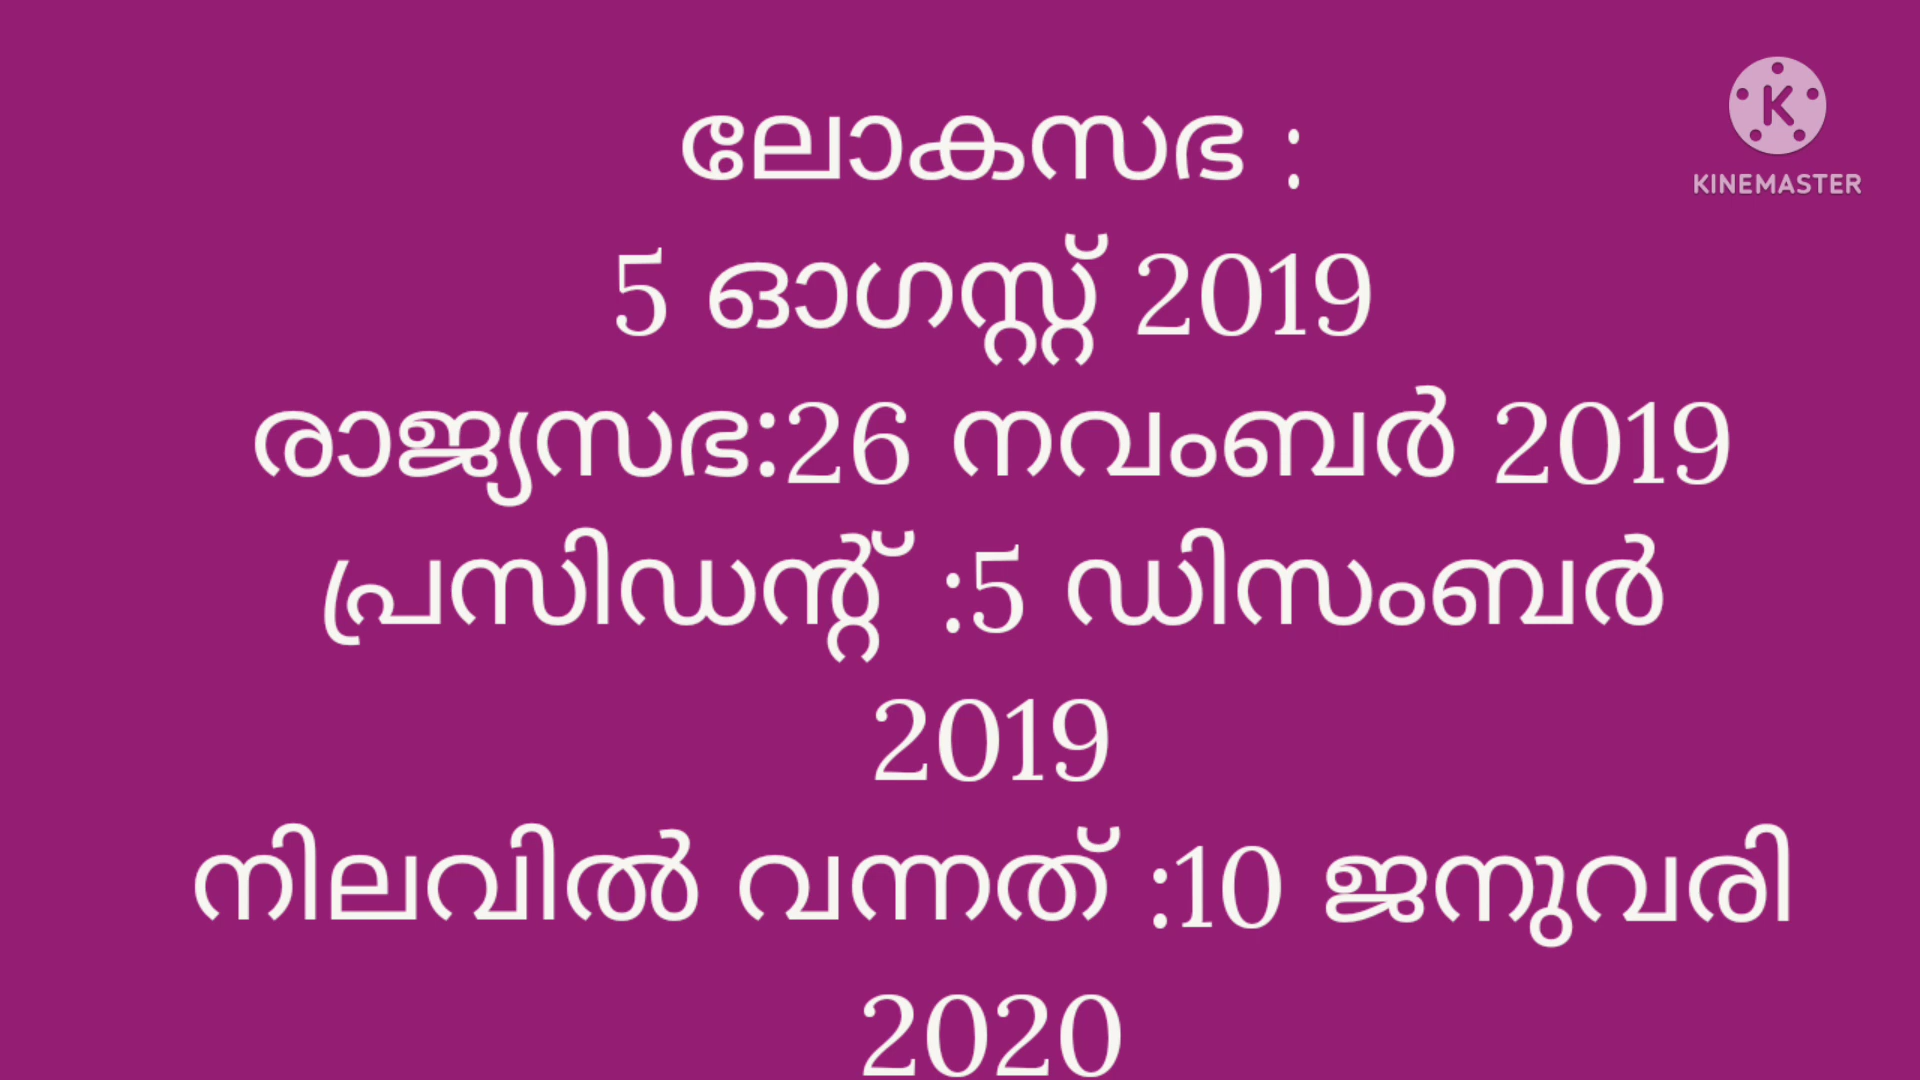 ലോകസഭ :
K
KINEMASTER
5 ഓഗസ്റ്റ് 2019
രാജ്യസഭ:26 നവംബർ 2019
പ്രസിഡന്റ് :5 ഡിസംബർ
2019
നിലവിൽ വന്നത് :10 ജനുവരി
2020